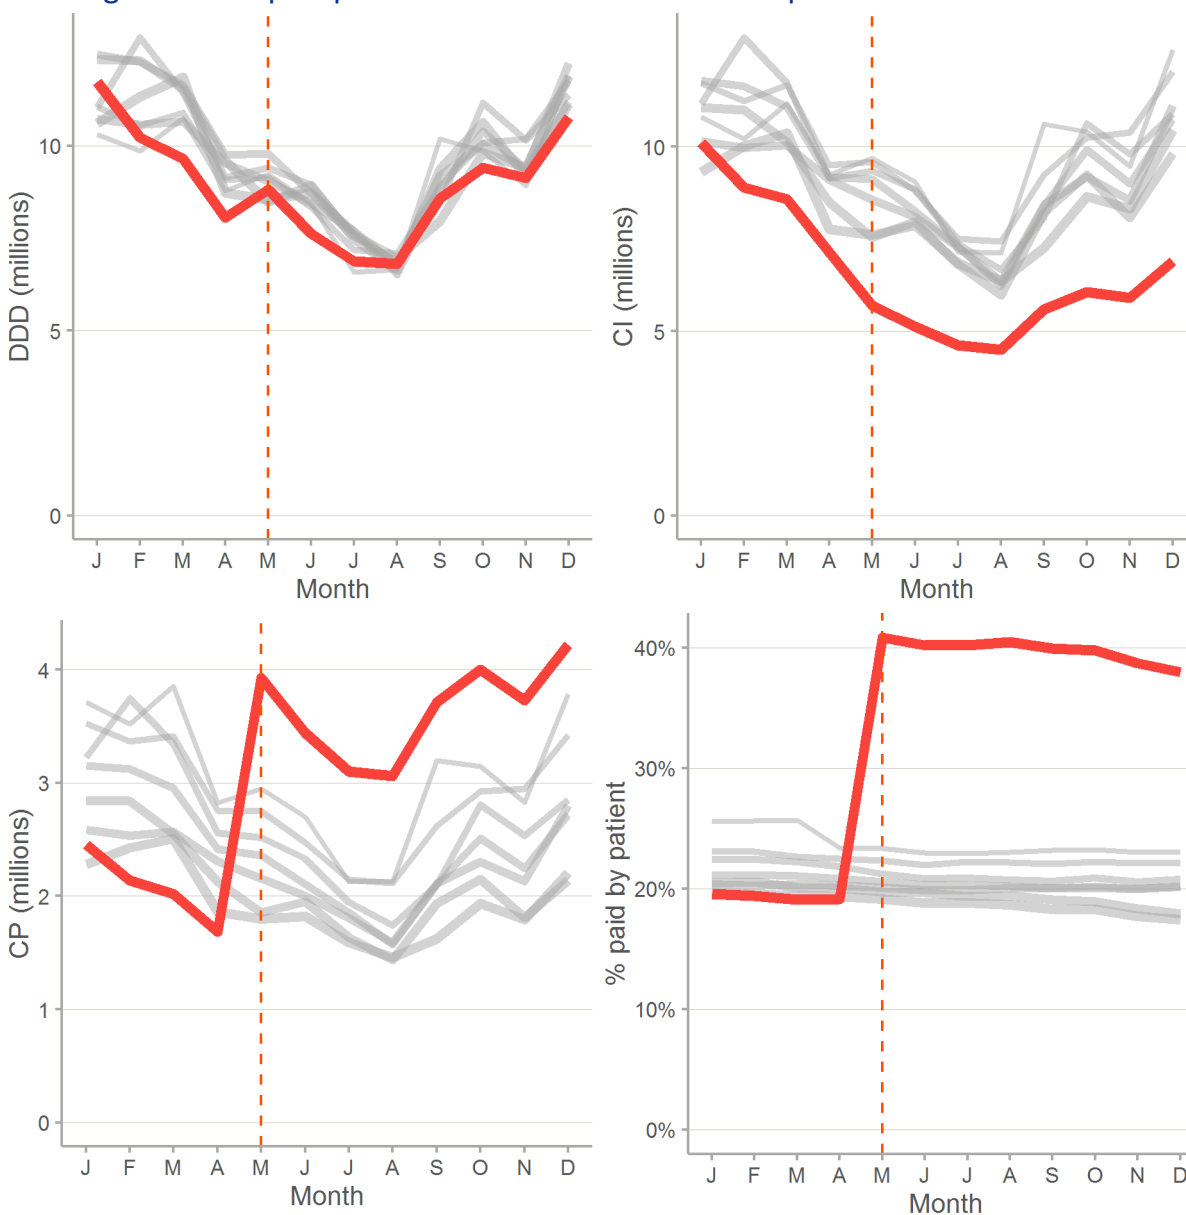 DDD (millions)
10
5
0
J F M A M J J A S O N D
Month
CI (millions)
10
5
0
J F M A M J J A S O N D
Month
CP (millions)
4
3
2
1
0
J F M A M J J A S O N D
Month
% paid by patient
40%
30%
20%
10%
0%
J F M A M J J A S O N D
Month